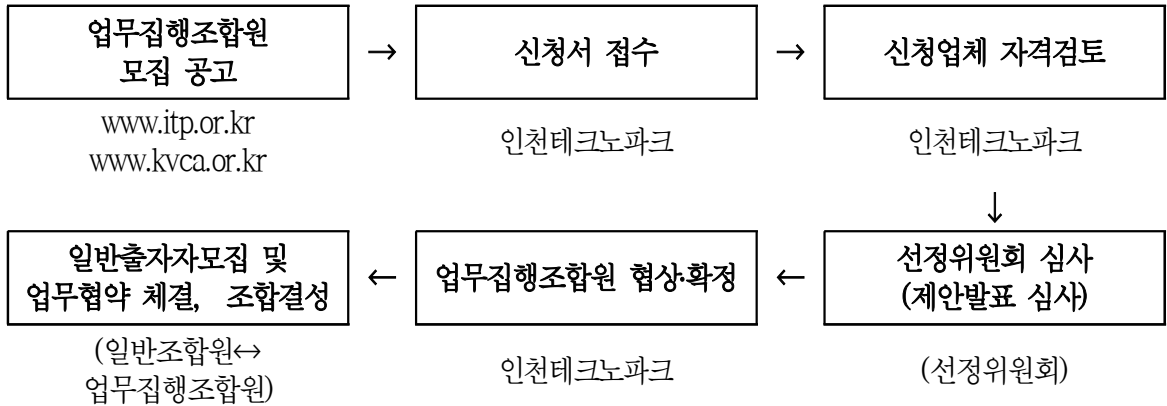 업무집행조합원
모집 공고
→
신청서 접수
→
신청업체 자격검토
www.itp.or.kr
www.kvca.or.kr
인천테크노파크
인천테크노파크
↓
일반출자자모집 및
업무협약 체결, 조합결성
←
업무집행조합원 협상·확정
←
선정위원회 심사
(제안발표 심사)
(일반조합원↔
업무집행조합원)
인천테크노파크
(선정위원회)